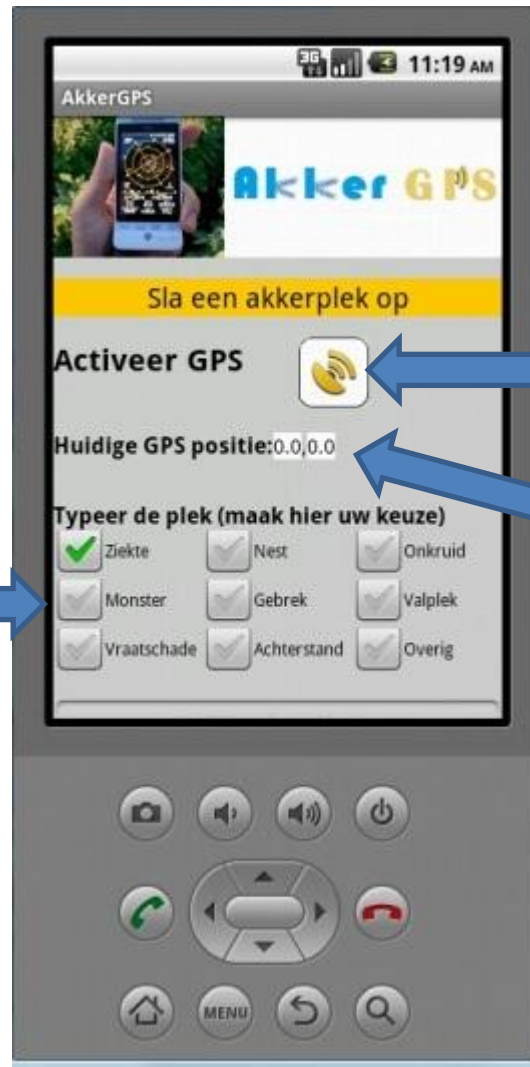 3G
11:19 AM
AkkerGPS
Akker GPS
Sla een akkerplek op
Activeer GPS
Huidige GPS positie:0.0,0.0
Typeer de plek (maak hier uw keuze)
Ziekte Nest Onkruid
Monster Gebrek Valplek
Vraatschade Achterstand Overig
MENU